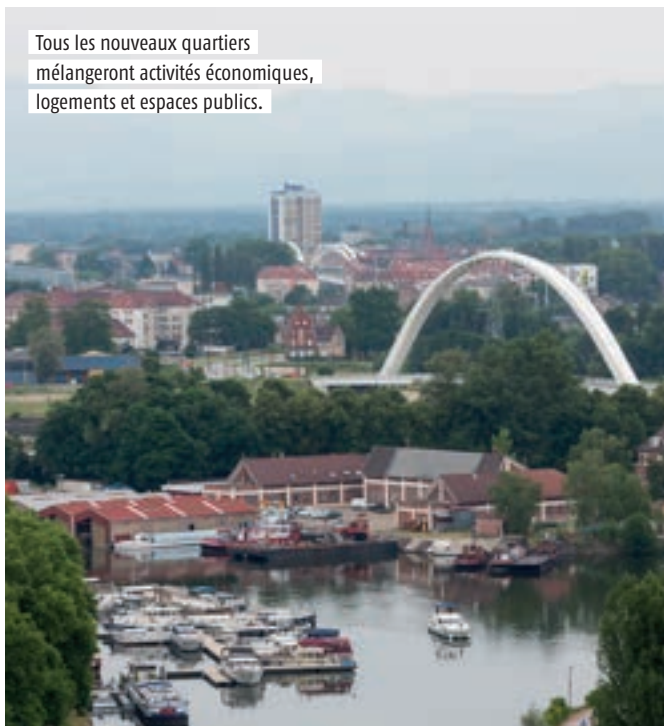 Tous les nouveaux quartiers
mélangeront activités économiques,
logements et espaces publics.